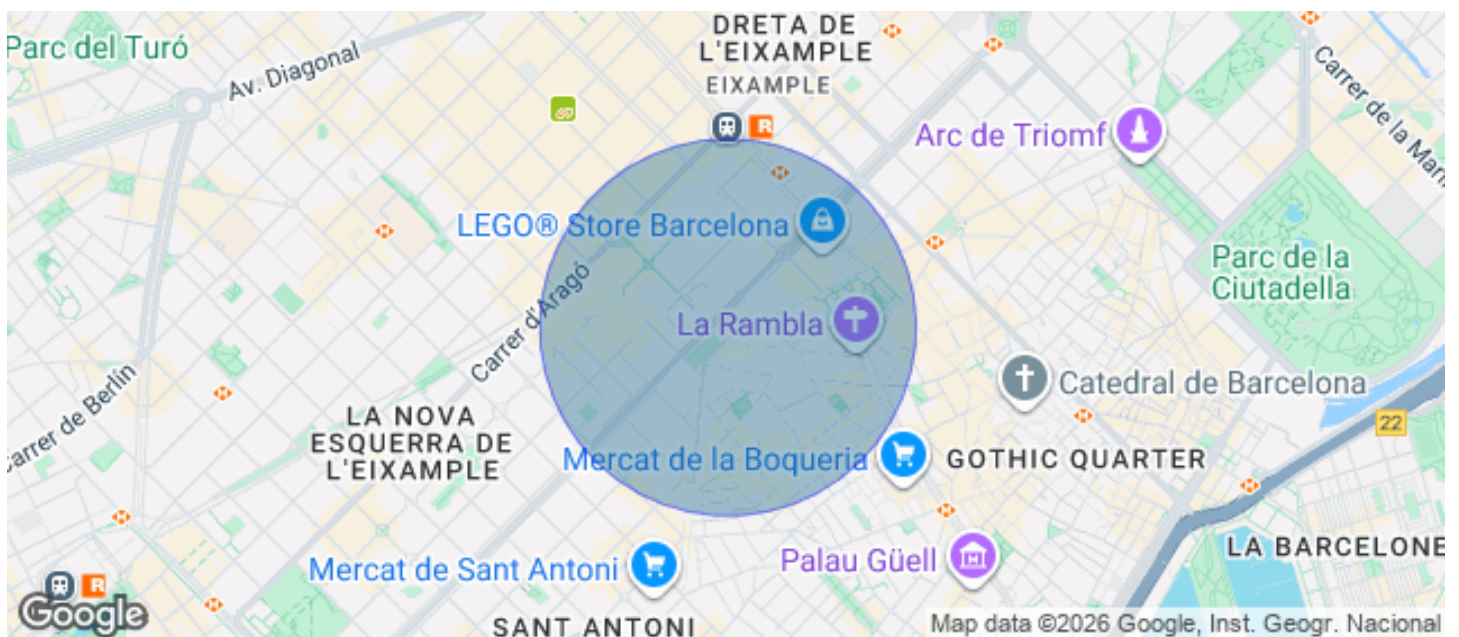 DRETA DE
L'EIXAMPLE
EIXAMPLE
Parc del Turó
Av. Diagonal
Carrer de la Marin
R
Arc de Triomf
LEGO® Store Barcelona
Parc de la
Ciutadella
Carrer d'Aragó
La Rambla
Catedral de Barcelona
Carrer de Berlín
LA NOVA
ESQUERRA DE
L'EIXAMPLE
22
Mercat de la Boqueria
GOTHIC QUARTER
Mercat de Sant Antoni
Palau Güell
LA BARCELONE
R
Google
SANT ANTONI
Map data ©2026 Google, Inst. Geogr. Nacional